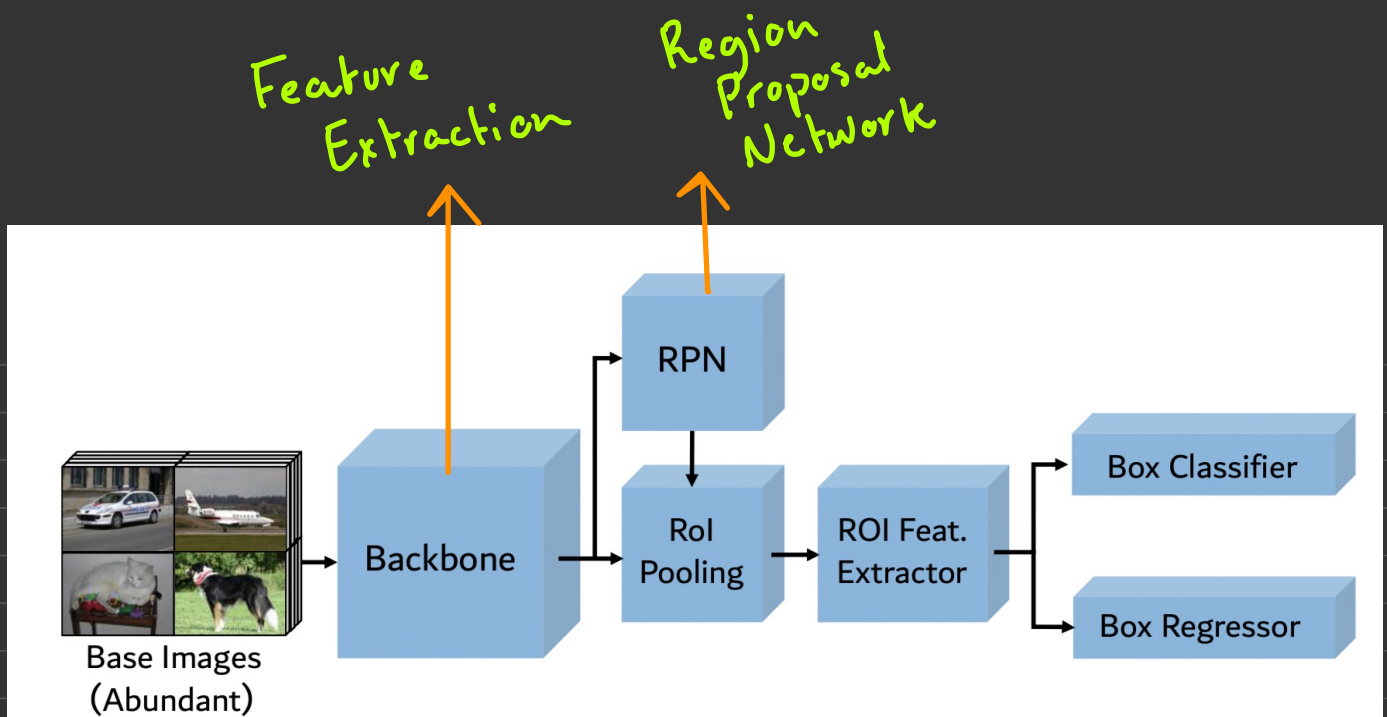 Feature
Extraction
Region
Proposal
Network
RPN
Backbone
RoI
Pooling
ROI Feat.
Extractor
Box Classifier
Box Regressor
Base Images
(Abundant)